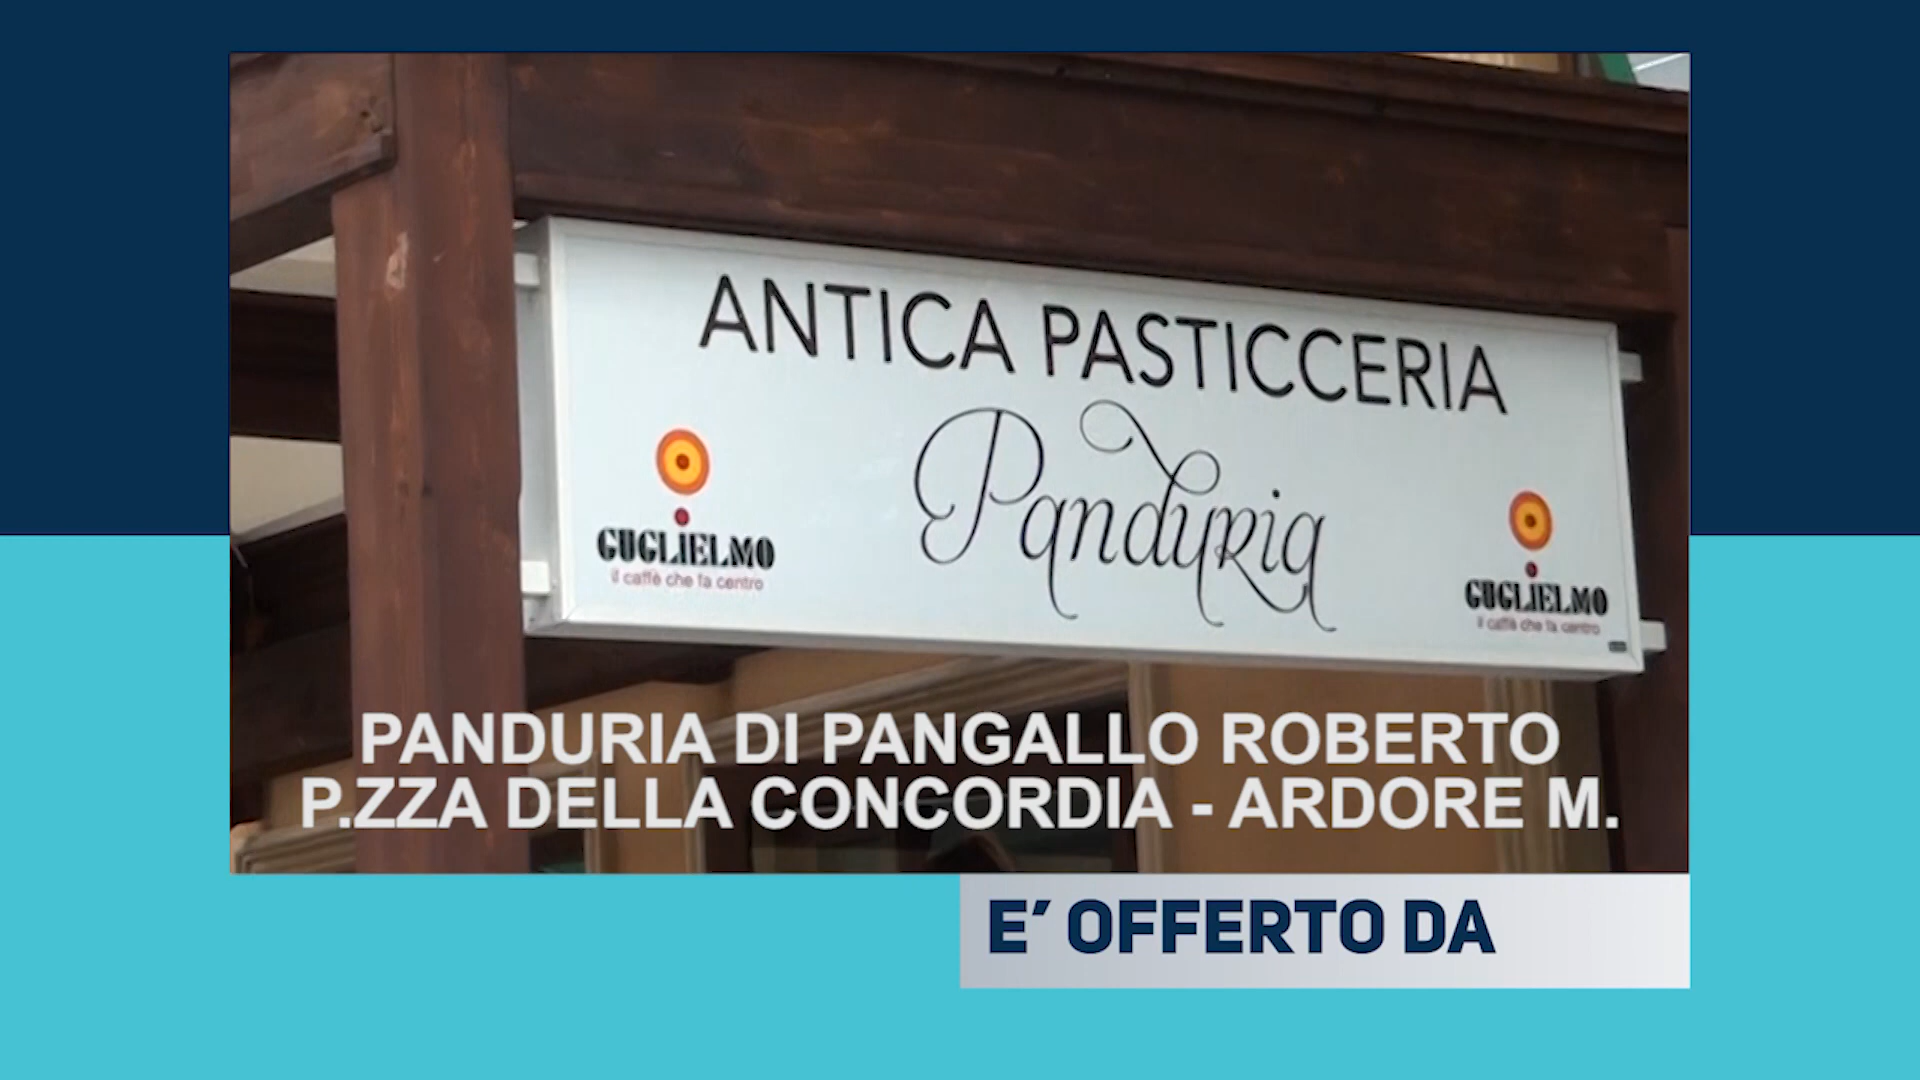 ANTICA PASTICCERIA
Panduria
GUGLIELMO
il caffè che fa centro
GUGLIELMO
il caffè che fa centro
PANDURIA DI PANGALLO ROBERTO
P.ZZA DELLA CONCORDIA - ARDORE M.
E' OFFERTO DA